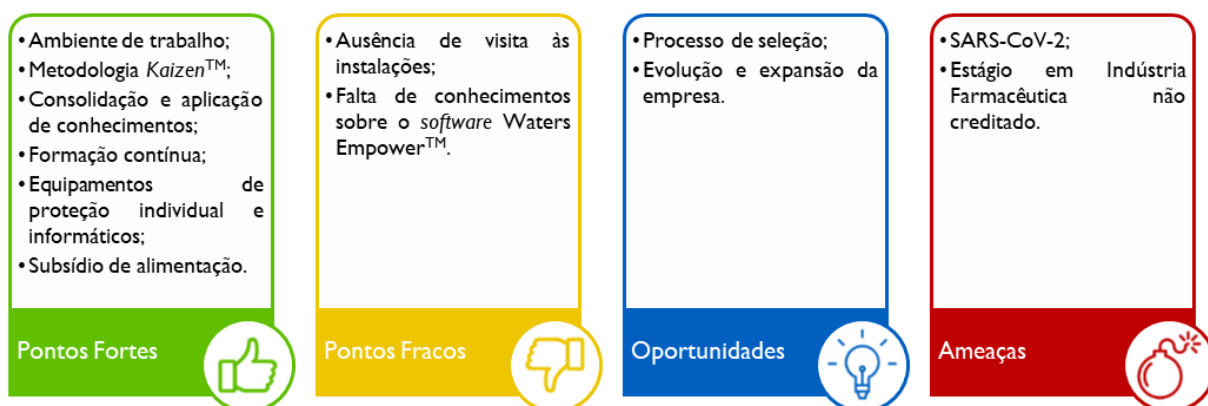 •Ambiente de trabalho;
•Metodologia Kaizen™;
•Consolidação e aplicação
de conhecimentos;
•Formação contínua;
•Equipamentos de
proteção individual e
informáticos;
•Subsídio de alimentação.
Pontos Fortes
•Ausência de visita às
instalações;
•Falta de conhecimentos
sobre o software Waters
Empower™.
Pontos Fracos
•Processo de seleção;
•Evolução e expansão da
empresa.
Oportunidades
•SARS-CoV-2;
•Estágio em Indústria
Farmacêutica não
creditado.
Ameaças